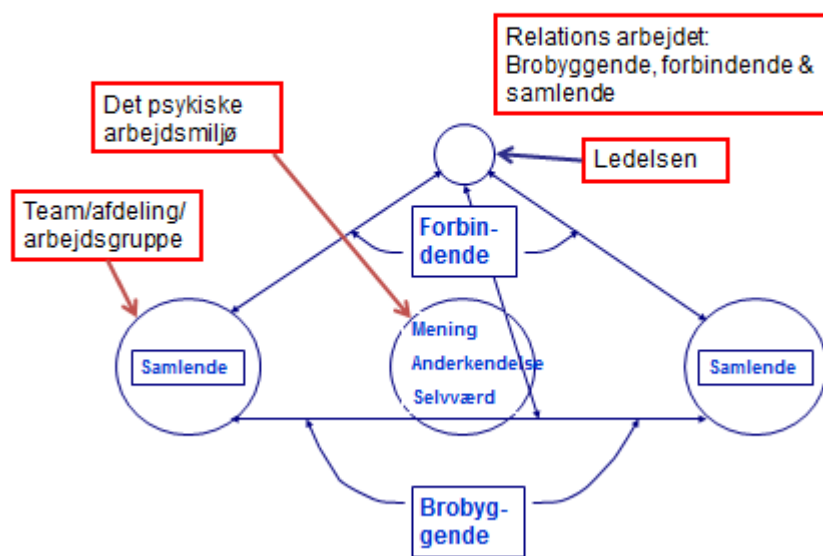 Relations arbejdet:
Brobyggende, forbindende &
samlende
Det psykiske
arbejdsmiljø
Ledelsen
Team/afdeling/
arbejdsgruppe
Forbin-
dende
Mening
Anderkendelse
Selvværd
Samlende
Samlende
Brobyg-
gende